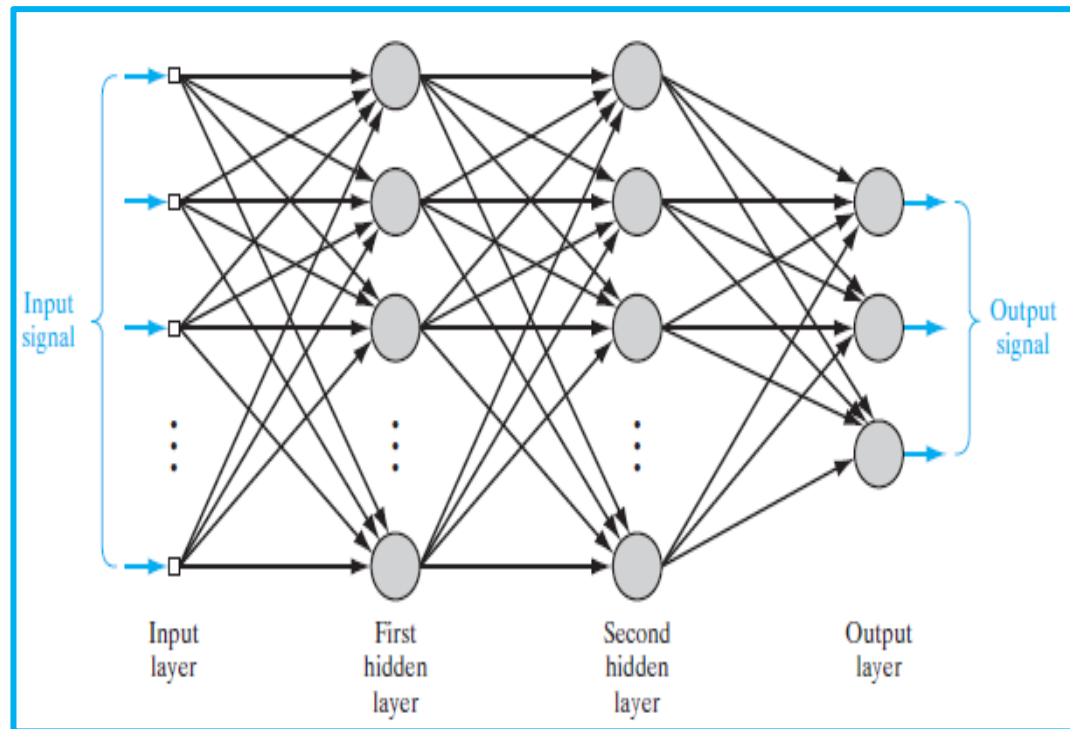 Input
signal
Output
signal
Input
layer
First
hidden
layer
Second
hidden
layer
Output
layer